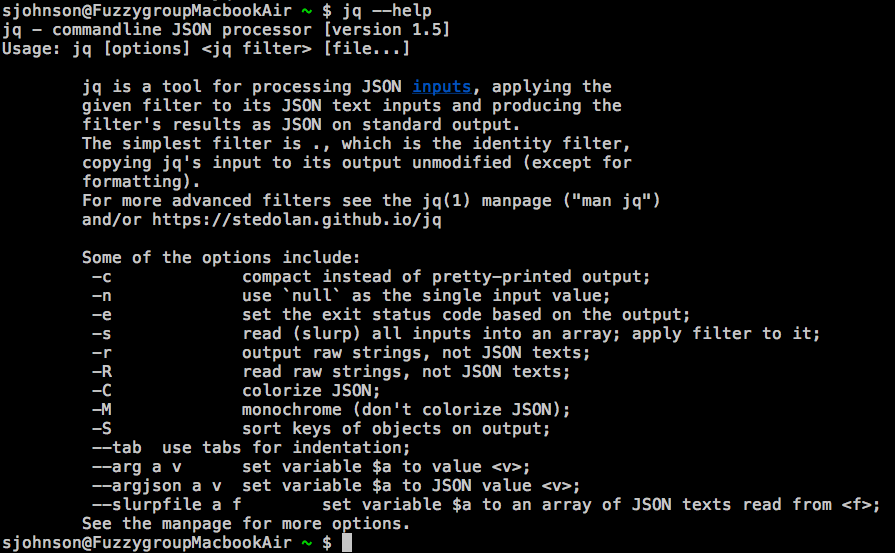 sjohnson@FuzzygroupMacbookAir ~ $ jq --help
jq - commandline JSON processor [version 1.5]
Usage: jq [options] <jq filter> [file...]

        jq is a tool for processing JSON inputs, applying the
        given filter to its JSON text inputs and producing the
        filter's results as JSON on standard output.
        The simplest filter is ., which is the identity filter,
        copying jq's input to its output unmodified (except for
        formatting).
        For more advanced filters see the jq(1) manpage ("man jq")
        and/or https://stedolan.github.io/jq

        Some of the options include:
         -c             compact instead of pretty-printed output;
         -n             use `null` as the single input value;
         -e             set the exit status code based on the output;
         -s             read (slurp) all inputs into an array; apply filter to it;
         -r             output raw strings, not JSON texts;
         -R             read raw strings, not JSON texts;
         -C             colorize JSON;
         -M             monochrome (don't colorize JSON);
         -S             sort keys of objects on output;
         --tab  use tabs for indentation;
         --arg a v      set variable $a to value <v>;
         --argjson a v  set variable $a to JSON value <v>;
         --slurpfile a f        set variable $a to an array of JSON texts read from <f>;
        See the manpage for more options.
sjohnson@FuzzygroupMacbookAir ~ $